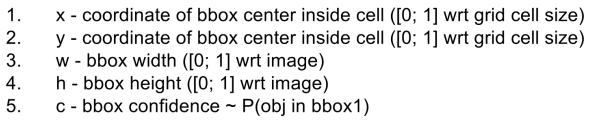 1. x - coordinate of bbox center inside cell ([0; 1] wrt grid cell size)
2. y - coordinate of bbox center inside cell ([0; 1] wrt grid cell size)
3. w - bbox width ([0; 1] wrt image)
4. h - bbox height ([0; 1] wrt image)
5. c - bbox confidence ~ P(obj in bbox1)